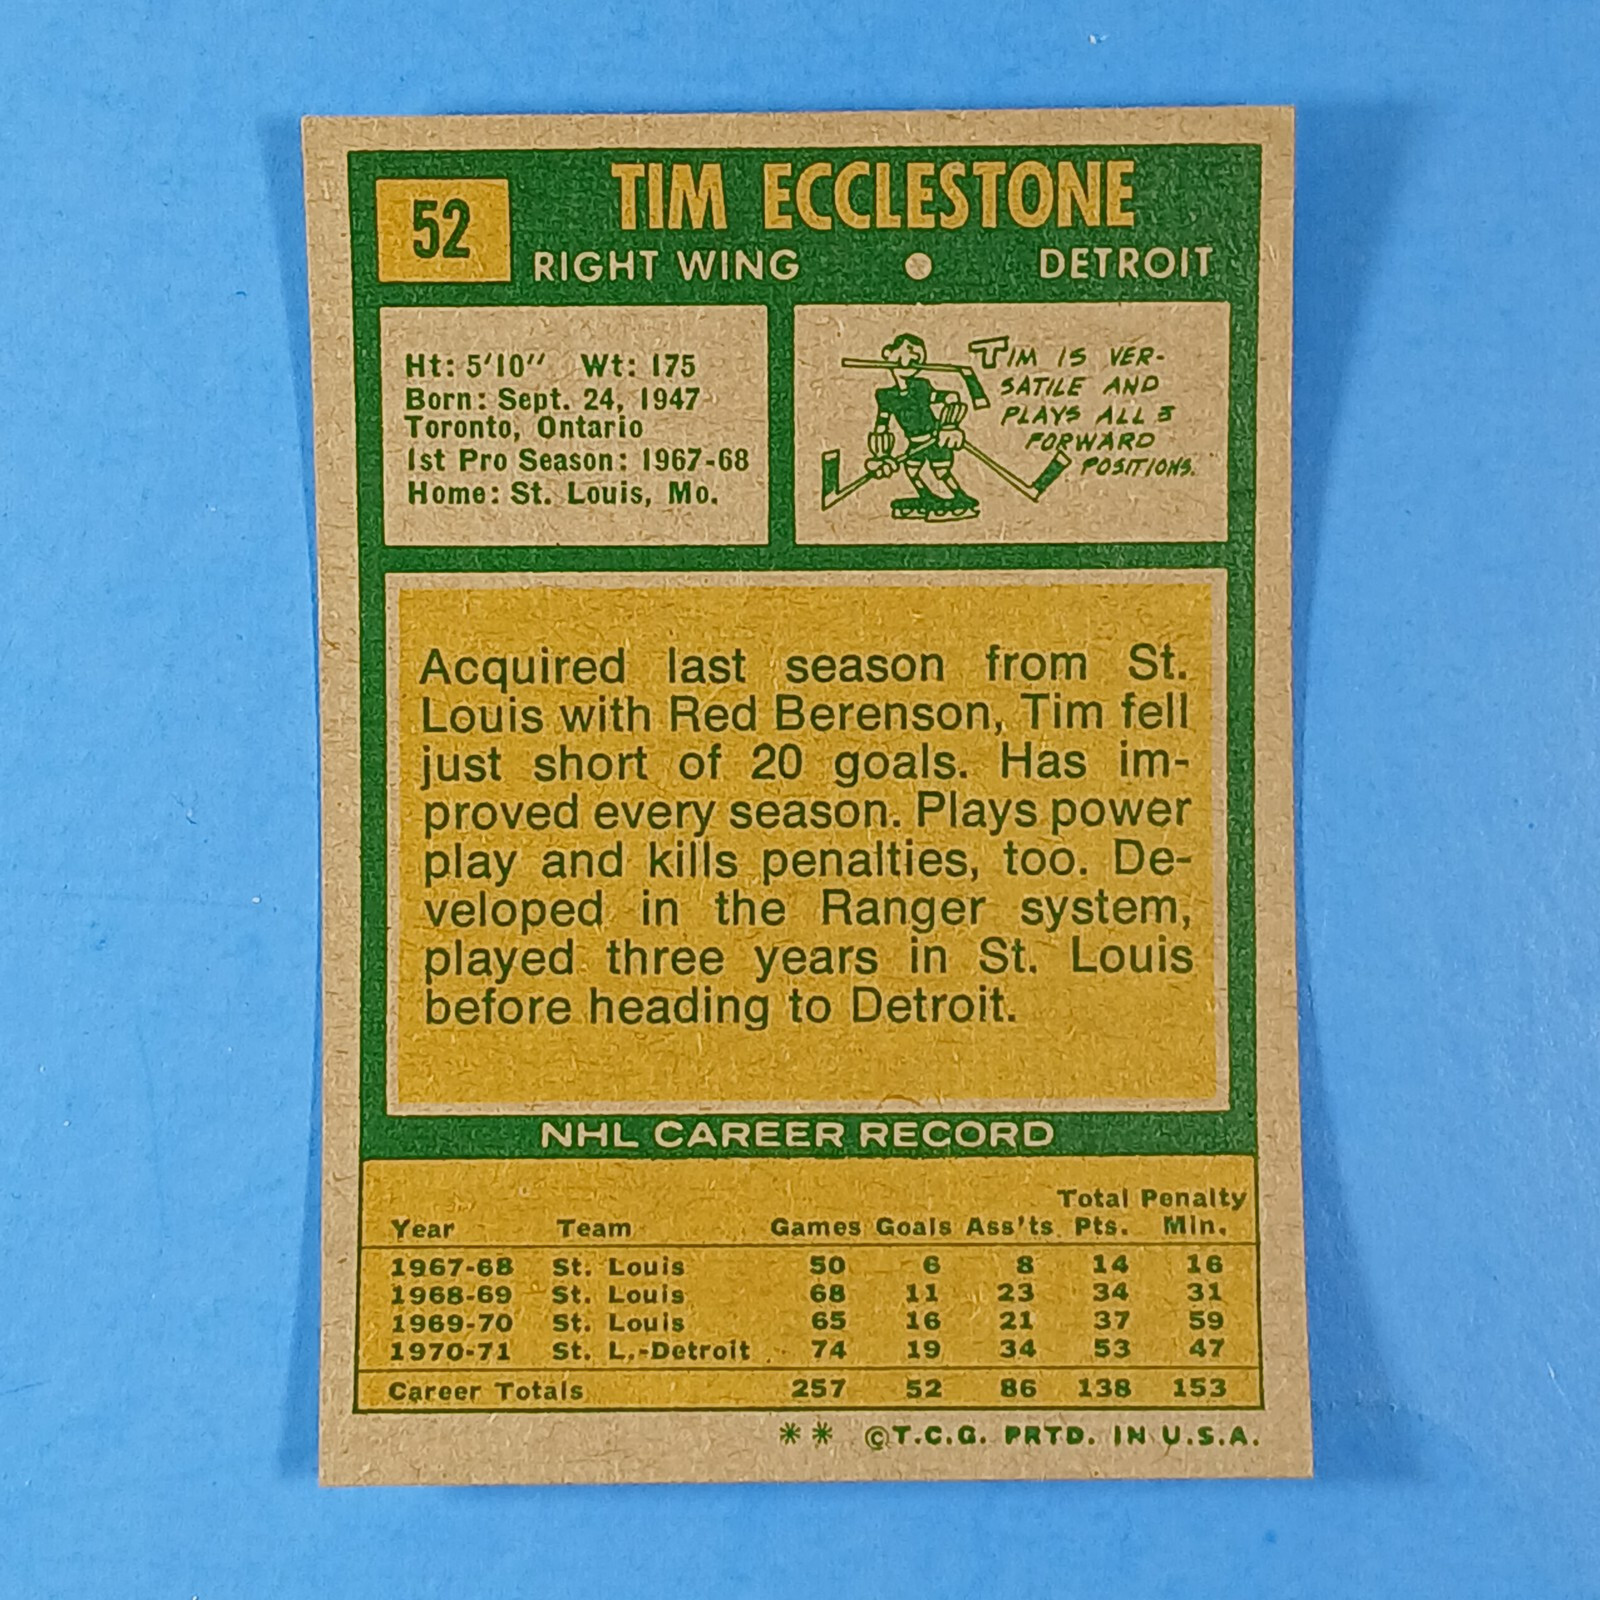 52
TIM ECCLESTONE
RIGHT WING • DETROIT
Ht: 5'10" Wt: 175
Born: Sept. 24, 1947
Toronto, Ontario
1st Pro Season: 1967-68
Home: St. Louis, Mo.
TIM IS VER-
SATILE AND
PLAYS ALL 3
FORWARD
POSITIONS.
Acquired last season from St.
Louis with Red Berenson, Tim fell
just short of 20 goals. Has im-
proved every season. Plays power
play and kills penalties, too. De-
veloped in the Ranger system,
played three years in St. Louis
before heading to Detroit.
NHL CAREER RECORD
Total Penalty
Year Team Games Goals Ass'ts Pts. Min.
1967-68 St. Louis 50 6 8 14 16
1968-69 St. Louis 68 11 23 34 31
1969-70 St. Louis 65 16 21 37 59
1970-71 St. L.-Detroit 74 19 34 53 47
Career Totals 257 52 86 138 153
** ©T.C.G. PRTD. IN U.S.A.